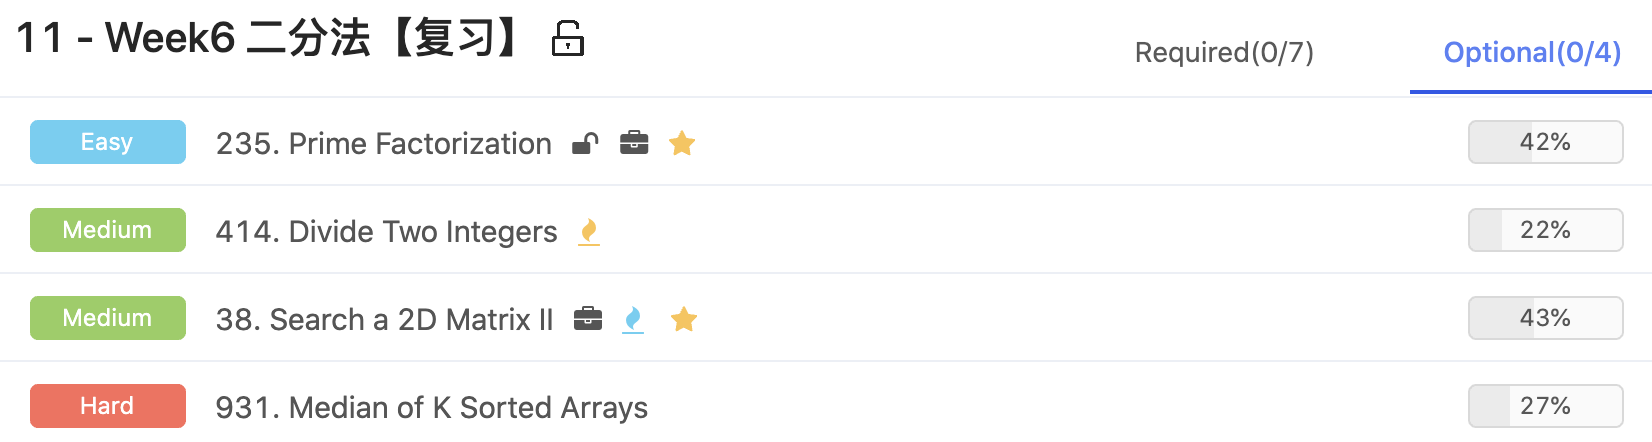 11 - Week6 二分法【复习】
Required(0/7) Optional(0/4)
Easy 235. Prime Factorization 42%
Medium 414. Divide Two Integers 22%
Medium 38. Search a 2D Matrix II 43%
Hard 931. Median of K Sorted Arrays 27%